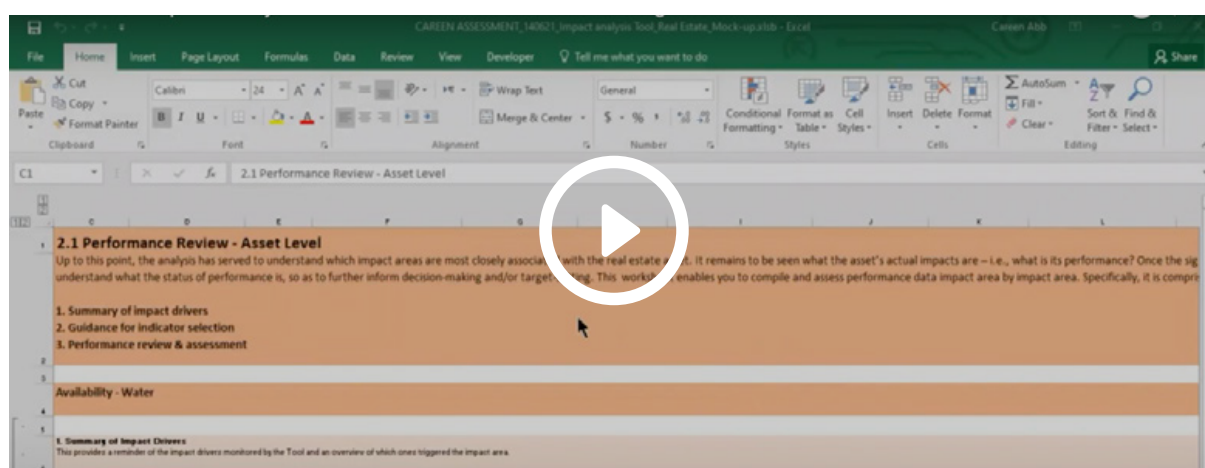 CAREEN ASSESSMENT_140621_Impact analysis Tool_Real Estate_Mock-up.xlsb - Excel
Careen Abb
File Home Insert Page Layout Formulas Data Review View Developer Tell me what you want to do Share
Cut
Copy
Format Painter
Paste
Calibri 24
B I U
Wrap Text
Merge & Center
General
$ %
Conditional Formatting
Format as Table
Cell Styles
Insert Delete Format
AutoSum
Fill
Clear
Sort & Filter
Find & Select
Clipboard Font Alignment Number Styles Cells Editing
C1 fx 2.1 Performance Review - Asset Level
1 2
C D E F G I J K L
1 2.1 Performance Review - Asset Level
Up to this point, the analysis has served to understand which impact areas are most closely with the real estate It remains to be seen what the asset's actual impacts are – i.e., what is its performance? Once the sig
understand what the status of performance is, so as to further inform decision-making and/or This enables you to compile and assess performance data impact area by impact area. Specifically, it is compri
1. Summary of impact drivers
2. Guidance for indicator selection
3. Performance review & assessment
2
3
Availability - Water
4
5
1. Summary of Impact Drivers
This provides a reminder of the impact drivers monitored by the Tool and an overview of which ones triggered the impact area.